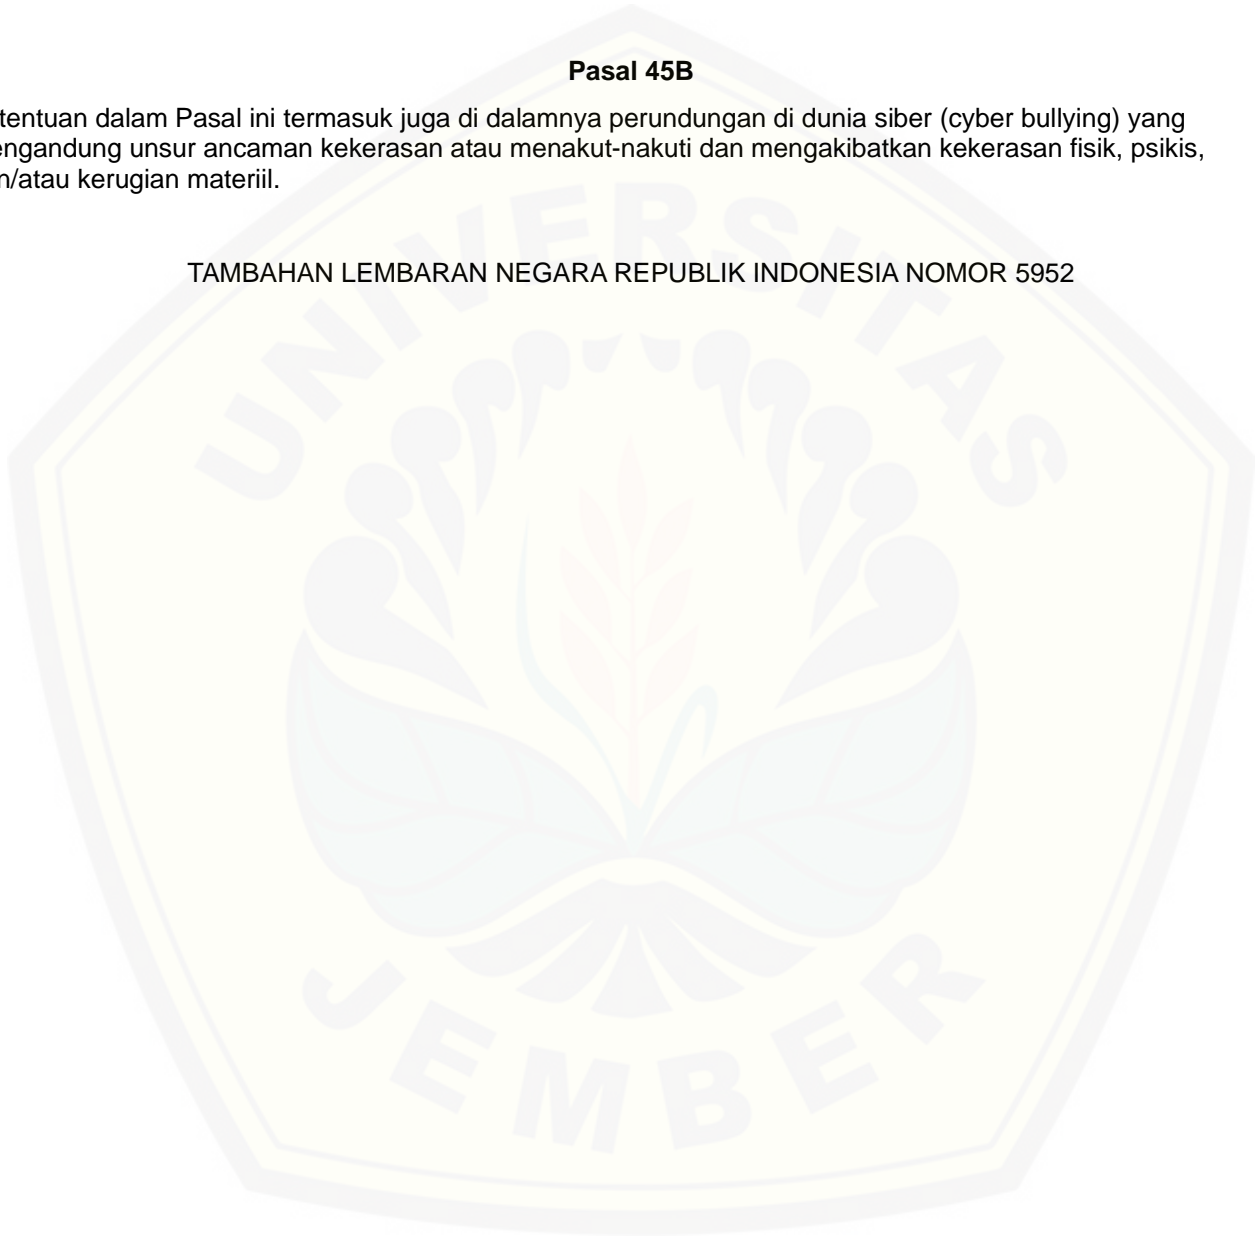 Pasal 45B
tentuan dalam Pasal ini termasuk juga di dalamnya perundungan di dunia siber (cyber bullying) yang
engandung unsur ancaman kekerasan atau menakut-nakuti dan mengakibatkan kekerasan fisik, psikis,
n/atau kerugian materiil.
TAMBAHAN LEMBARAN NEGARA REPUBLIK INDONESIA NOMOR 5952
UNIVERSITAS
JEMBER